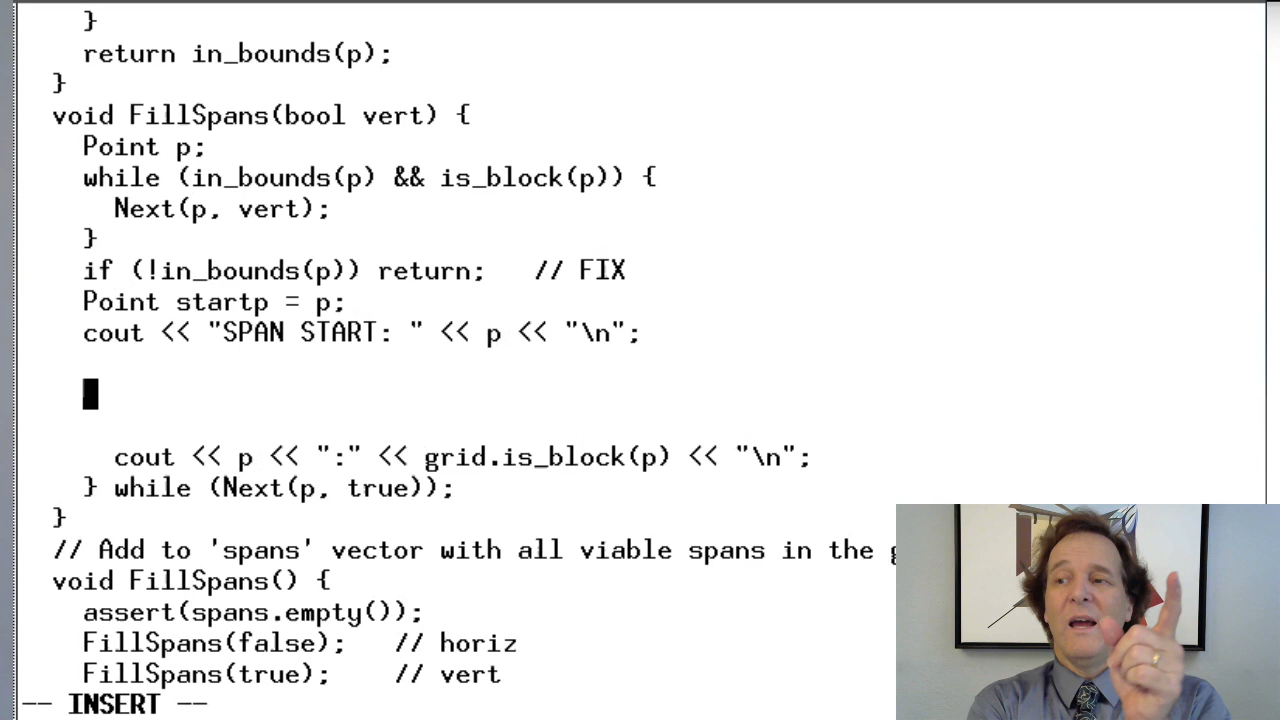 }
return in_bounds(p);
}
void FillSpans(bool vert) {
Point p;
while (in_bounds(p) && is_block(p)) {
Next(p, vert);
}
if (!in_bounds(p)) return;   // FIX
Point startp = p;
cout << "SPAN START: " << p << "\n";
cout << p << ":" << grid.is_block(p) << "\n";
} while (Next(p, true));
}
// Add to 'spans' vector with all viable spans in the
void FillSpans() {
assert(spans.empty());
FillSpans(false);   // horiz
FillSpans(true);    // vert
-- INSERT --